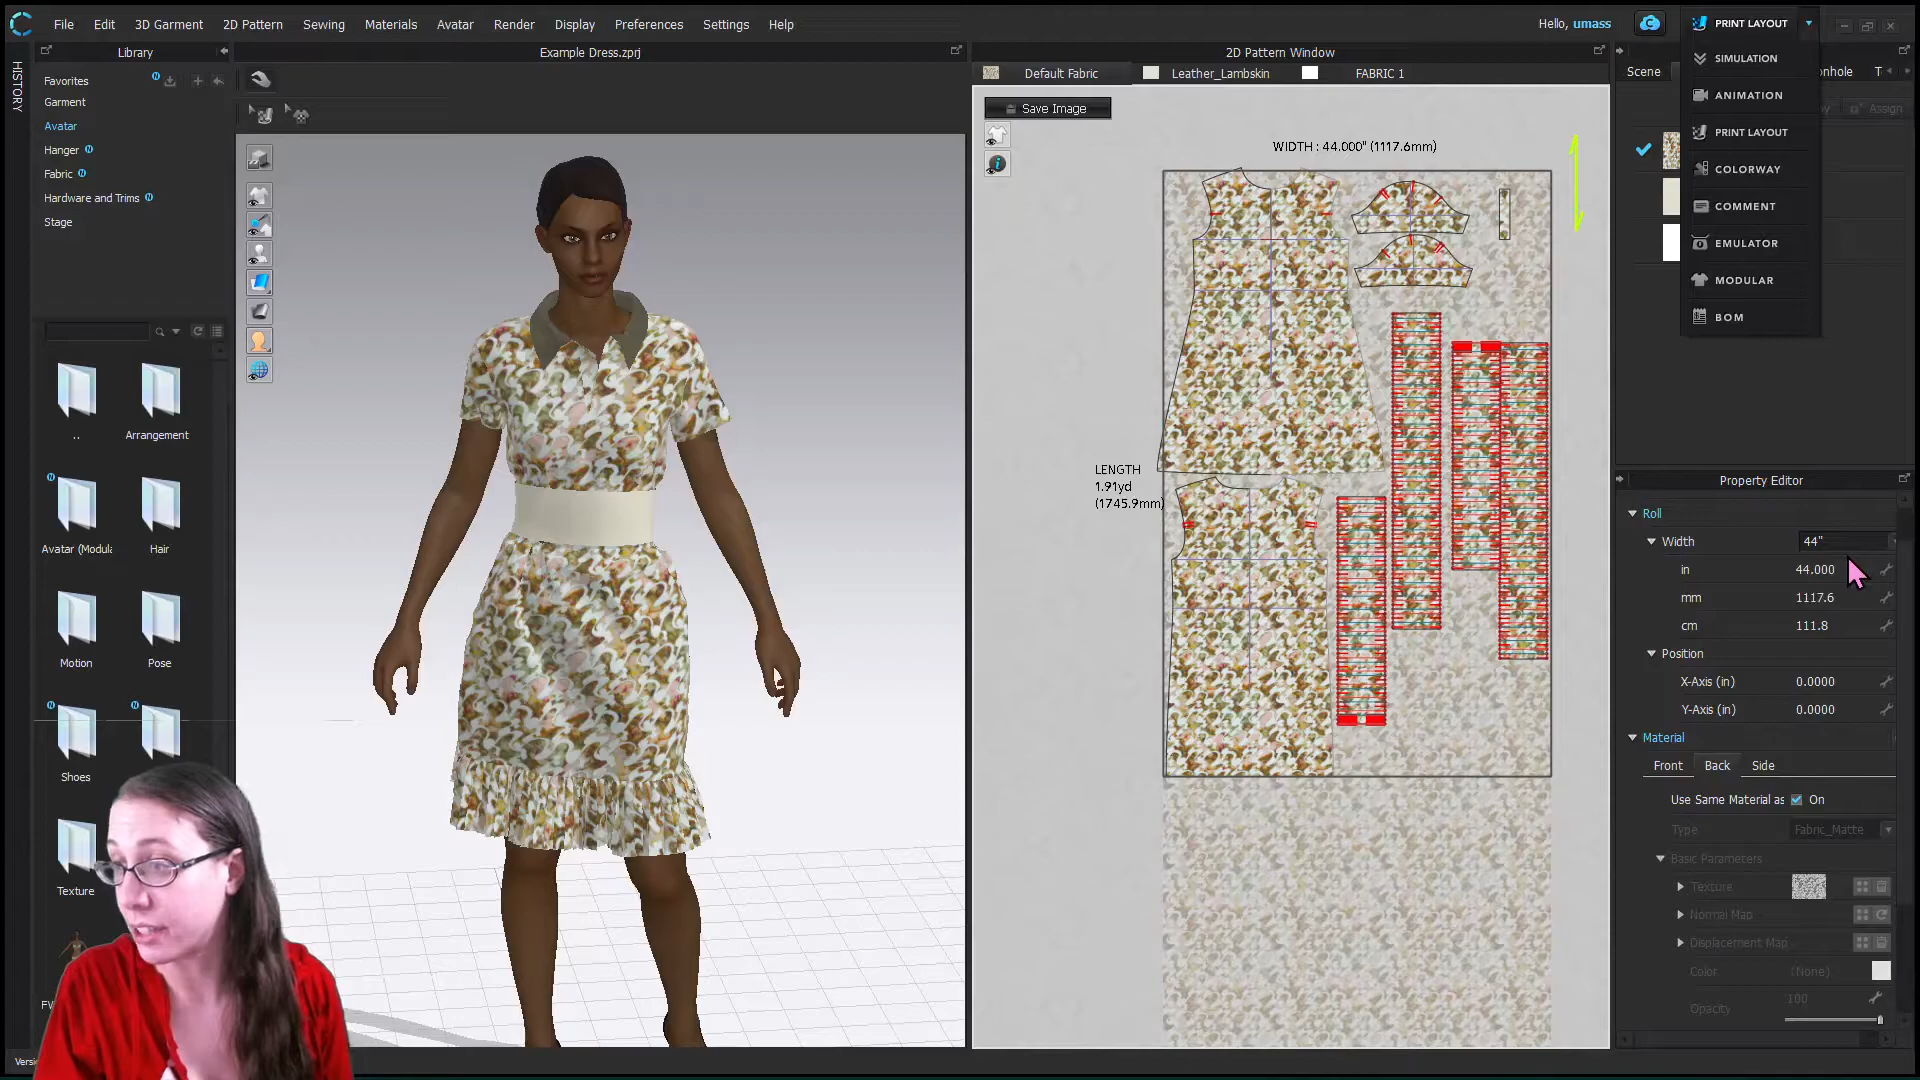 File Edit 3D Garment 2D Pattern Sewing Materials Avatar Render Display Preferences Settings Help
Hello, umass
PRINT LAYOUT
SIMULATION
ANIMATION
PRINT LAYOUT
COLORWAY
COMMENT
EMULATOR
MODULAR
BOM
HISTORY
Library
Favorites
Garment
Avatar
Hanger
Fabric
Hardware and Trims
Stage
..
Arrangement
Hair
Motion
Pose
Shoes
Texture
Example Dress.zprj
2D Pattern Window
Default Fabric
Leather_Lambskin
FABRIC 1
Save Image
WIDTH : 44.000" (1117.6mm)
LENGTH
1.91yd
(1745.9mm)
Scene
Assign
Property Editor
Roll
Width 44"
in 44.000
mm 1117.6
cm 111.8
Position
X-Axis (in) 0.0000
Y-Axis (in) 0.0000
Material
Front Back Side
Use Same Material as On
Type Fabric_Matte
Basic Parameters
Texture
Normal Map
Displacement Map
Color (None)
Opacity 100